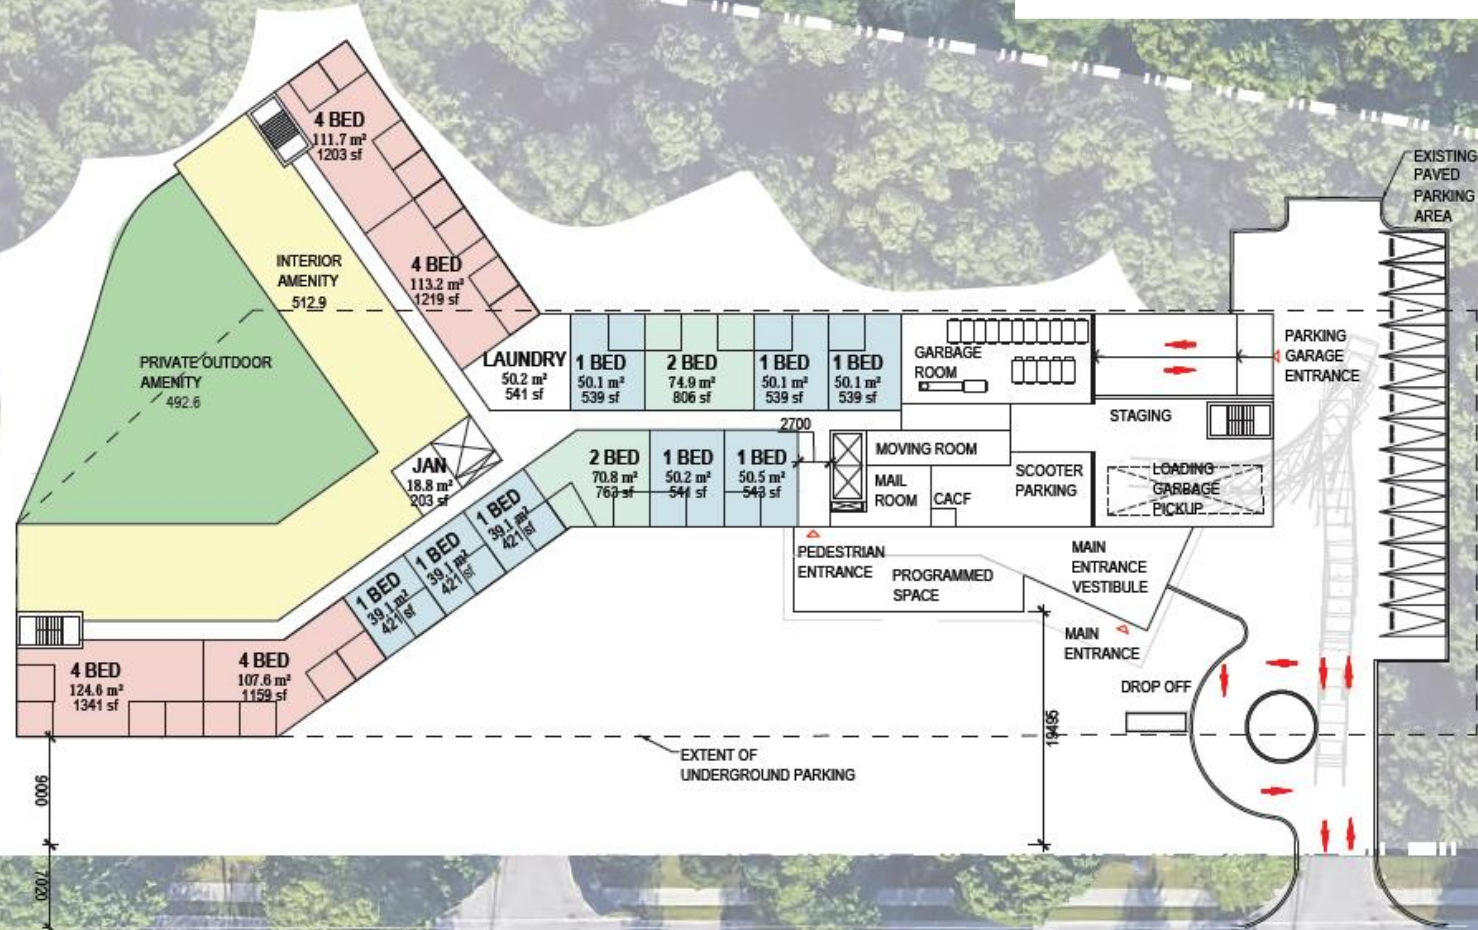 4 BED
111.7 m²
1203 sf
4 BED
113.2 m²
1219 sf
INTERIOR
AMENITY
512.9
PRIVATE OUTDOOR
AMENITY
492.6
LAUNDRY
50.2 m²
541 sf
1 BED
50.1 m²
539 sf
2 BED
74.9 m²
806 sf
1 BED
50.1 m²
539 sf
1 BED
50.1 m²
539 sf
GARBAGE
ROOM
PARKING
GARAGE
ENTRANCE
EXISTING
PAVED
PARKING
AREA
STAGING
2700
MOVING ROOM
MAIL
ROOM
CACF
SCOOTER
PARKING
LOADING
GARBAGE
PICKUP
JAN
18.8 m²
203 sf
2 BED
70.8 m²
763 sf
1 BED
50.2 m²
541 sf
1 BED
50.5 m²
543 sf
1 BED
39.1 m²
421 sf
1 BED
39.1 m²
421 sf
1 BED
39.1 m²
421 sf
PEDESTRIAN
ENTRANCE
PROGRAMMED
SPACE
MAIN
ENTRANCE
VESTIBULE
MAIN
ENTRANCE
DROP OFF
4 BED
124.6 m²
1341 sf
4 BED
107.6 m²
1159 sf
EXTENT OF
UNDERGROUND PARKING
19495
9000
7020